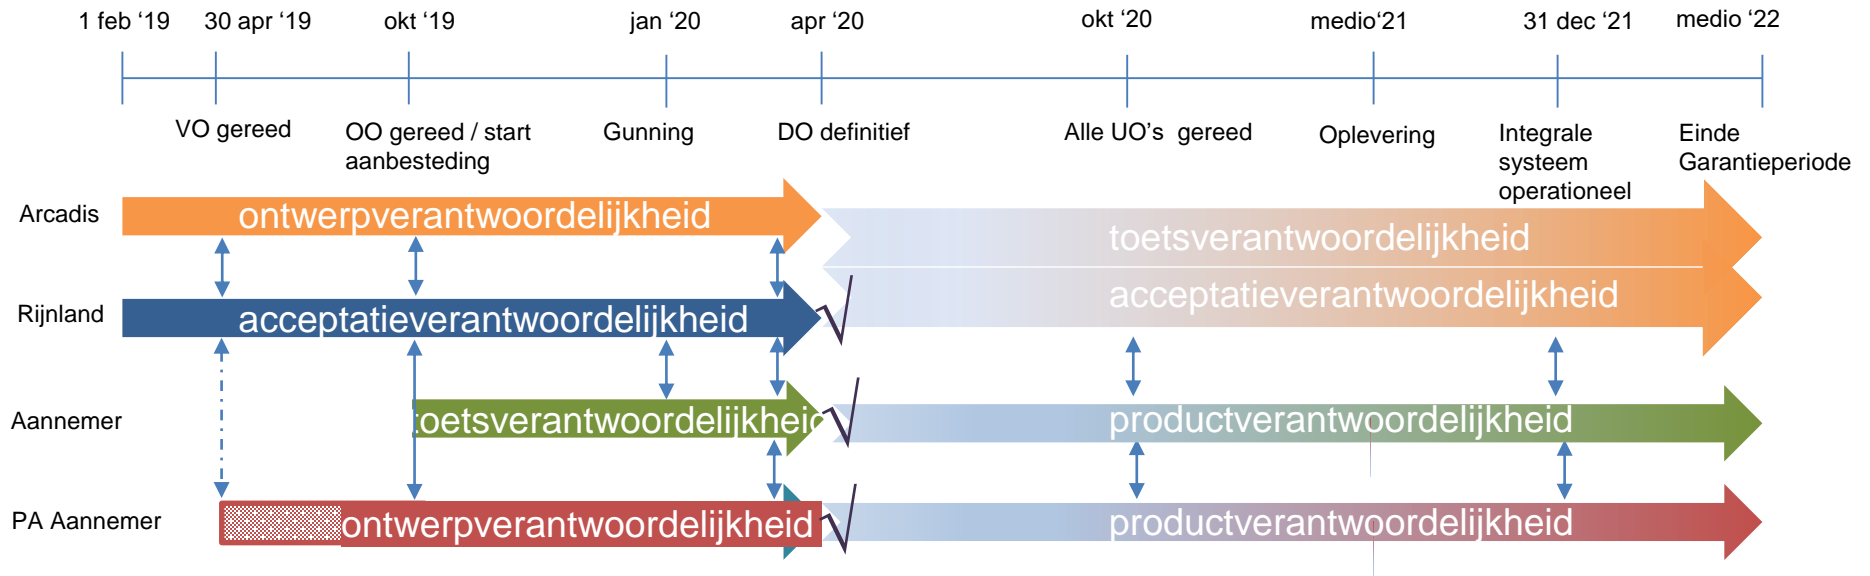 1 feb ‘19
30 apr ‘19
okt ‘19
jan ‘20
apr ‘20
okt ‘20
medio‘21
31 dec ‘21
medio ‘22
VO gereed
OO gereed / start
aanbesteding
Gunning
DO definitief
Alle UO’s  gereed
Oplevering
Integrale
systeem
operationeel
Einde
Garantieperiode
Arcadis
ontwerpverantwoordelijkheid
toetsverantwoordelijkheid
Rijnland
acceptatieverantwoordelijkheid
acceptatieverantwoordelijkheid
Aannemer
toetsverantwoordelijkheid
productverantwoordelijkheid
PA Aannemer
ontwerpverantwoordelijkheid
productverantwoordelijkheid